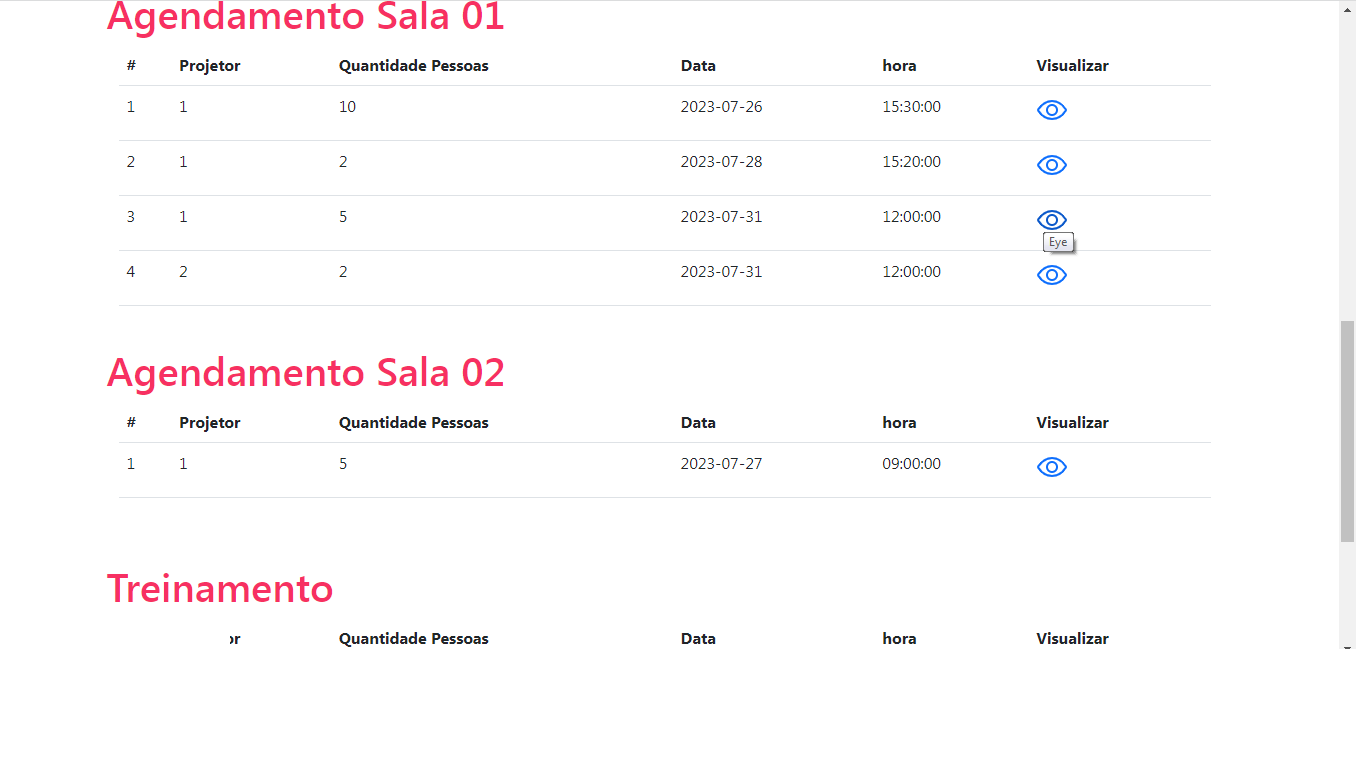 Agendamento Sala 01
# Projetor Quantidade Pessoas Data hora Visualizar
1 1 10 2023-07-26 15:30:00
2 1 2 2023-07-28 15:20:00
3 1 5 2023-07-31 12:00:00
Eye
4 2 2 2023-07-31 12:00:00
Agendamento Sala 02
# Projetor Quantidade Pessoas Data hora Visualizar
1 1 5 2023-07-27 09:00:00
Treinamento
or Quantidade Pessoas Data hora Visualizar